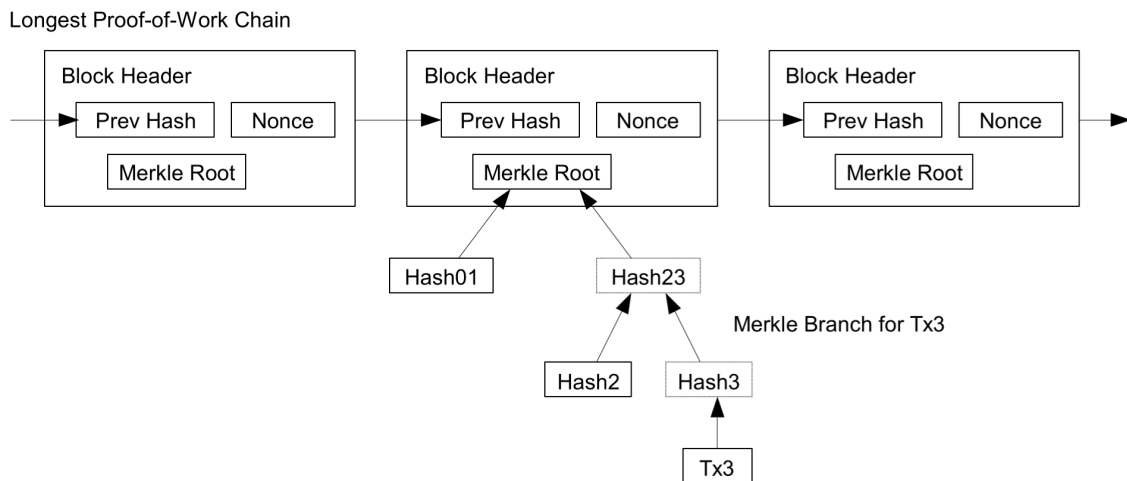 Longest Proof-of-Work Chain
Block Header
Prev Hash
Nonce
Merkle Root
Block Header
Prev Hash
Nonce
Merkle Root
Block Header
Prev Hash
Nonce
Merkle Root
Hash01
Hash23
Merkle Branch for Tx3
Hash2
Hash3
Tx3